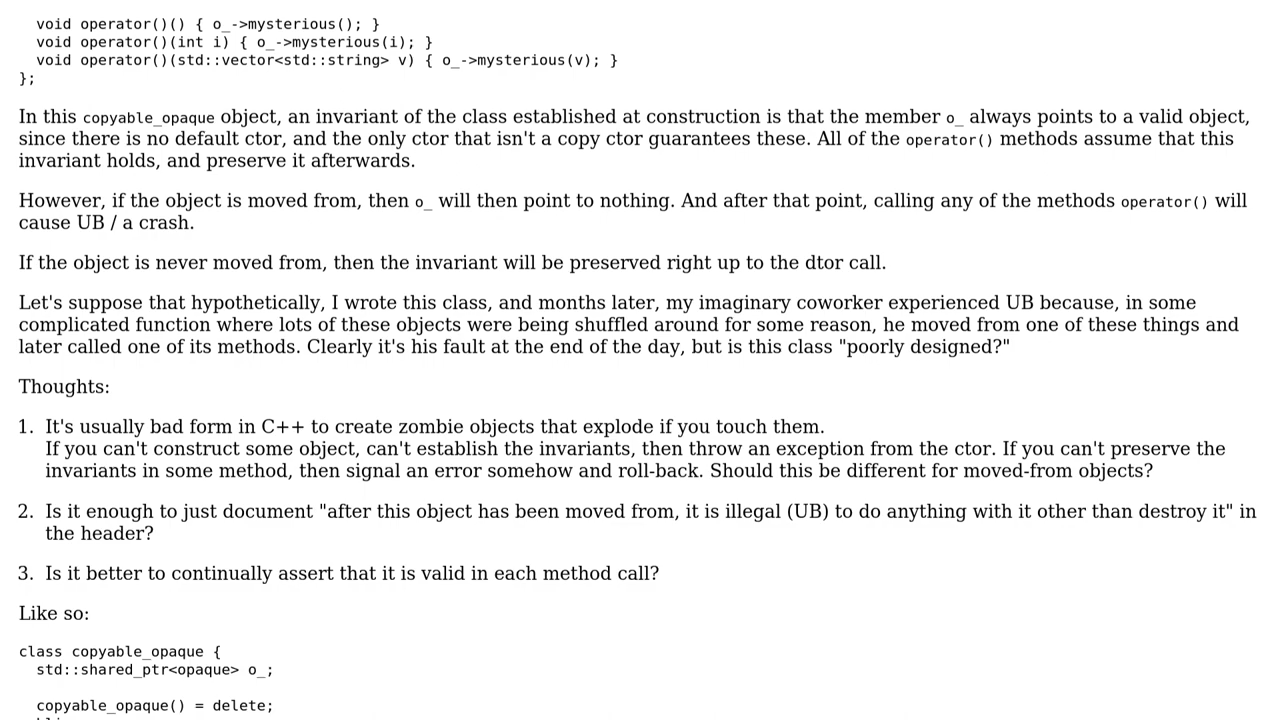 void operator()() { o_->mysterious(); }
void operator()(int i) { o_->mysterious(i); }
void operator()(std::vector<std::string> v) { o_->mysterious(v); }
};
In this copyable_opaque object, an invariant of the class established at construction is that the member o_ always points to a valid object,
since there is no default ctor, and the only ctor that isn't a copy ctor guarantees these. All of the operator() methods assume that this
invariant holds, and preserve it afterwards.
However, if the object is moved from, then o_ will then point to nothing. And after that point, calling any of the methods operator() will
cause UB / a crash.
If the object is never moved from, then the invariant will be preserved right up to the dtor call.
Let's suppose that hypothetically, I wrote this class, and months later, my imaginary coworker experienced UB because, in some
complicated function where lots of these objects were being shuffled around for some reason, he moved from one of these things and
later called one of its methods. Clearly it's his fault at the end of the day, but is this class "poorly designed?"
Thoughts:
1. It's usually bad form in C++ to create zombie objects that explode if you touch them.
If you can't construct some object, can't establish the invariants, then throw an exception from the ctor. If you can't preserve the
invariants in some method, then signal an error somehow and roll-back. Should this be different for moved-from objects?
2. Is it enough to just document "after this object has been moved from, it is illegal (UB) to do anything with it other than destroy it" in
the header?
3. Is it better to continually assert that it is valid in each method call?
Like so:
class copyable_opaque {
std::shared_ptr<opaque> o_;
copyable_opaque() = delete;